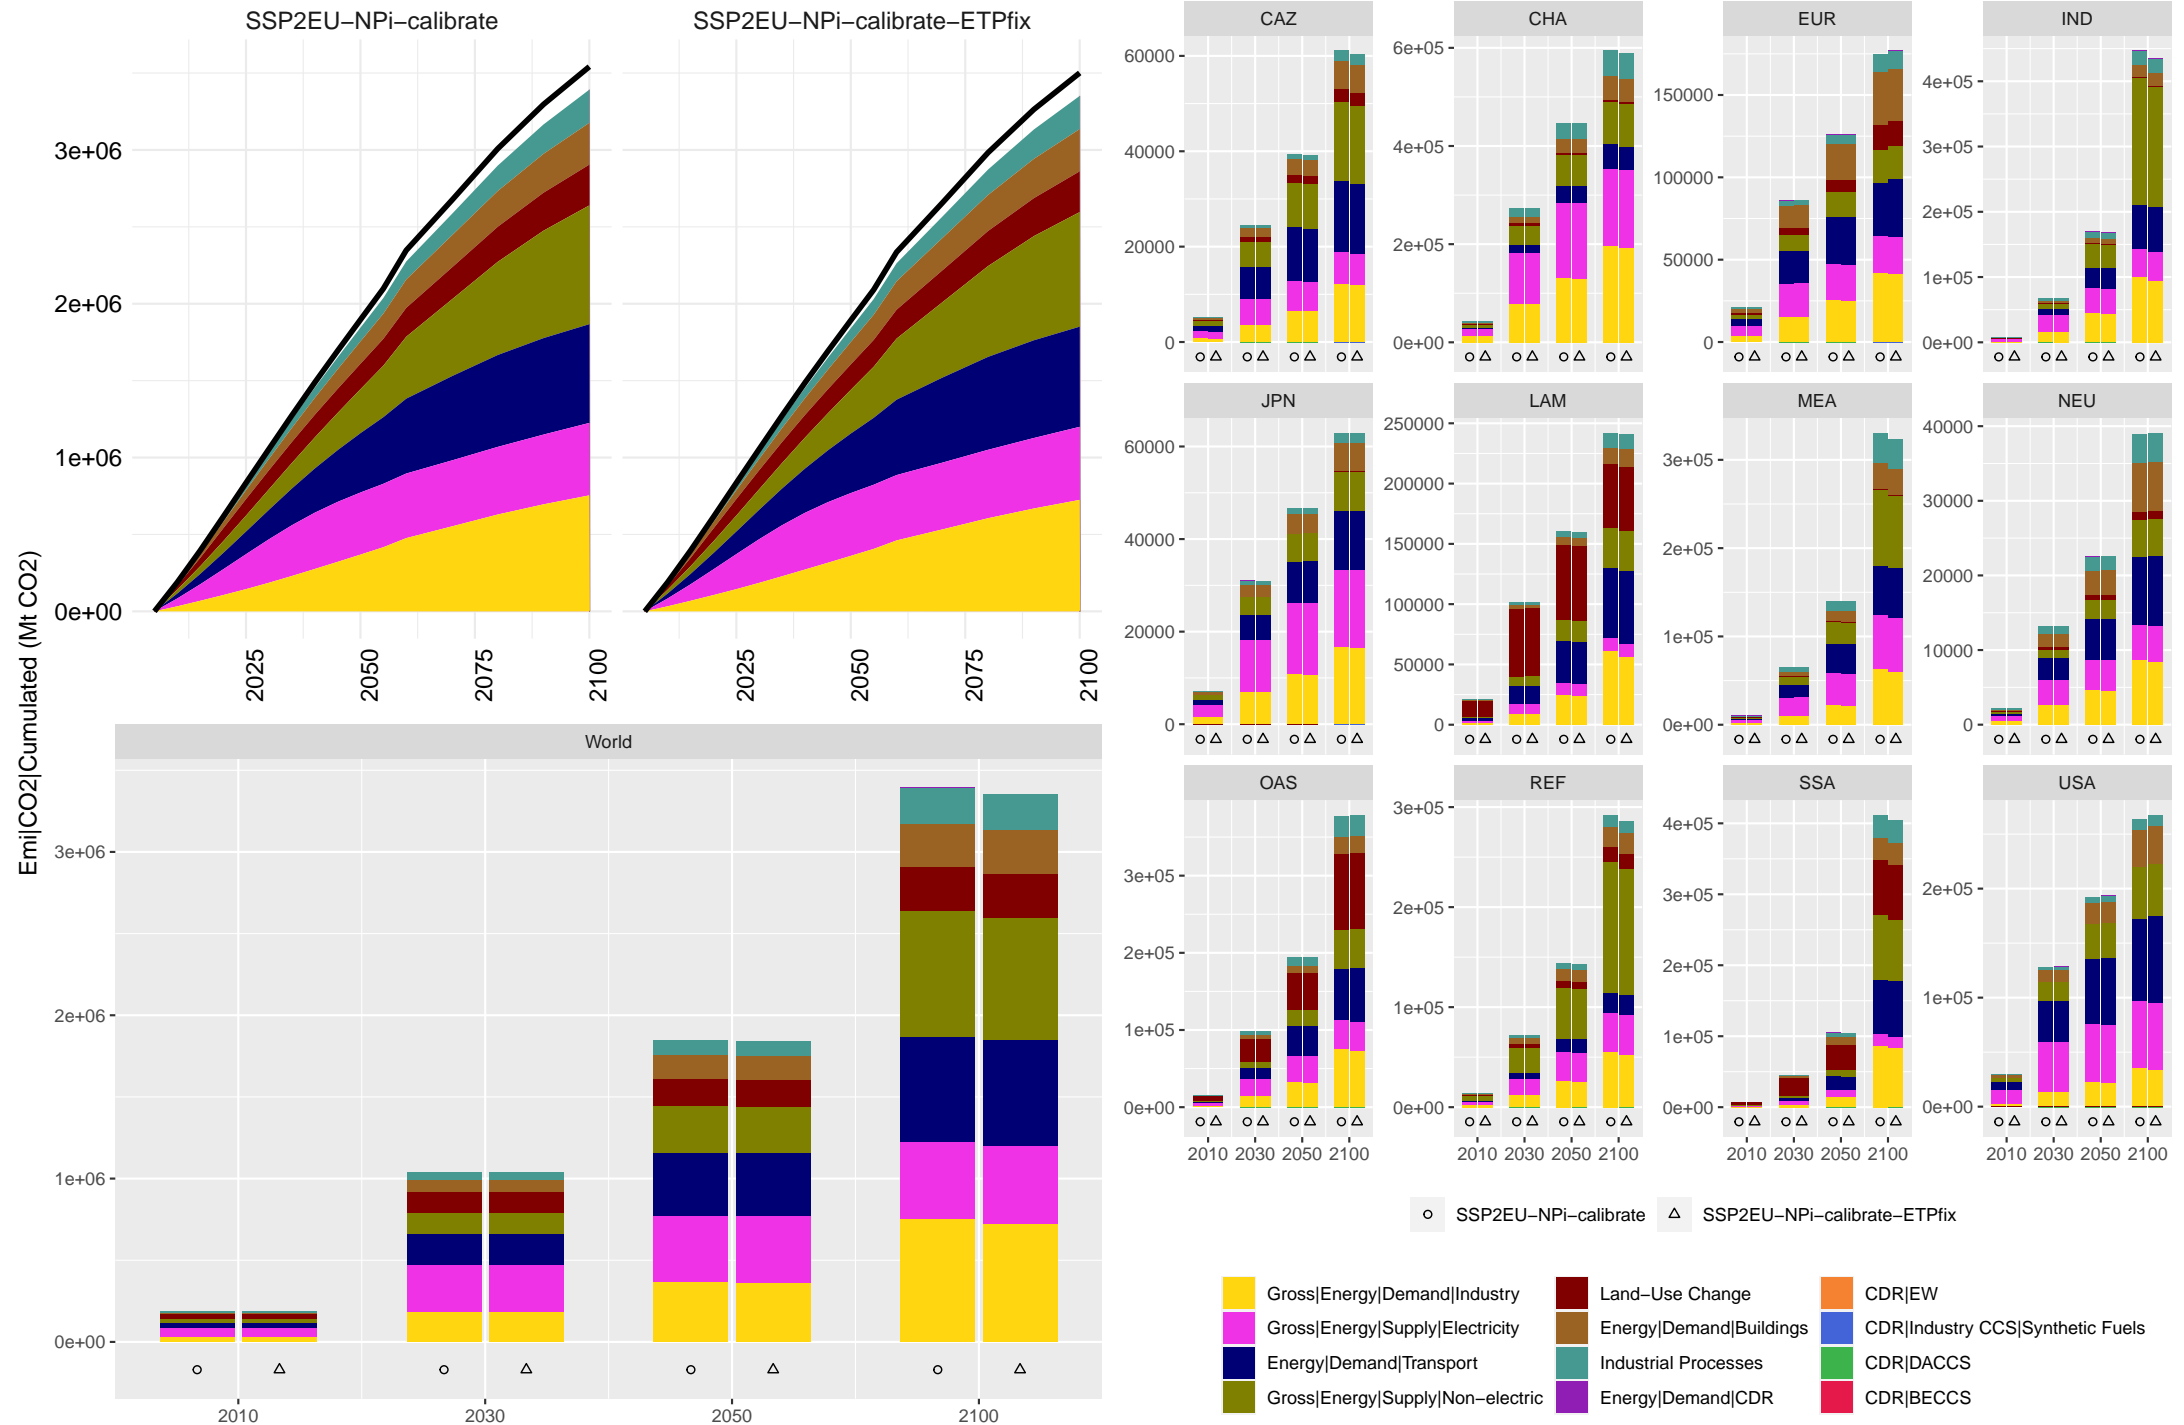 SSP2EU−NPi−calibrate
SSP2EU−NPi−calibrate−ETPfix
3e+06
2e+06
1e+06
0e+00
2025
2050
2075
2100
2025
2050
2075
2100
Emi|CO2|Cumulated (Mt CO2)
World
3e+06
2e+06
1e+06
0e+00
2010
2030
2050
2100
CAZ
60000
40000
20000
0
CHA
6e+05
4e+05
2e+05
0e+00
EUR
150000
100000
50000
0
IND
4e+05
3e+05
2e+05
1e+05
0e+00
JPN
60000
40000
20000
0
LAM
250000
200000
150000
100000
50000
0
MEA
3e+05
2e+05
1e+05
0e+00
NEU
40000
30000
20000
10000
0
OAS
3e+05
2e+05
1e+05
0e+00
2010 2030 2050 2100
REF
3e+05
2e+05
1e+05
0e+00
2010 2030 2050 2100
SSA
4e+05
3e+05
2e+05
1e+05
0e+00
2010 2030 2050 2100
USA
2e+05
1e+05
0e+00
2010 2030 2050 2100
SSP2EU−NPi−calibrate
SSP2EU−NPi−calibrate−ETPfix
Gross|Energy|Demand|Industry
Gross|Energy|Supply|Electricity
Energy|Demand|Transport
Gross|Energy|Supply|Non−electric
Land−Use Change
Energy|Demand|Buildings
Industrial Processes
Energy|Demand|CDR
CDR|EW
CDR|Industry CCS|Synthetic Fuels
CDR|DACCS
CDR|BECCS